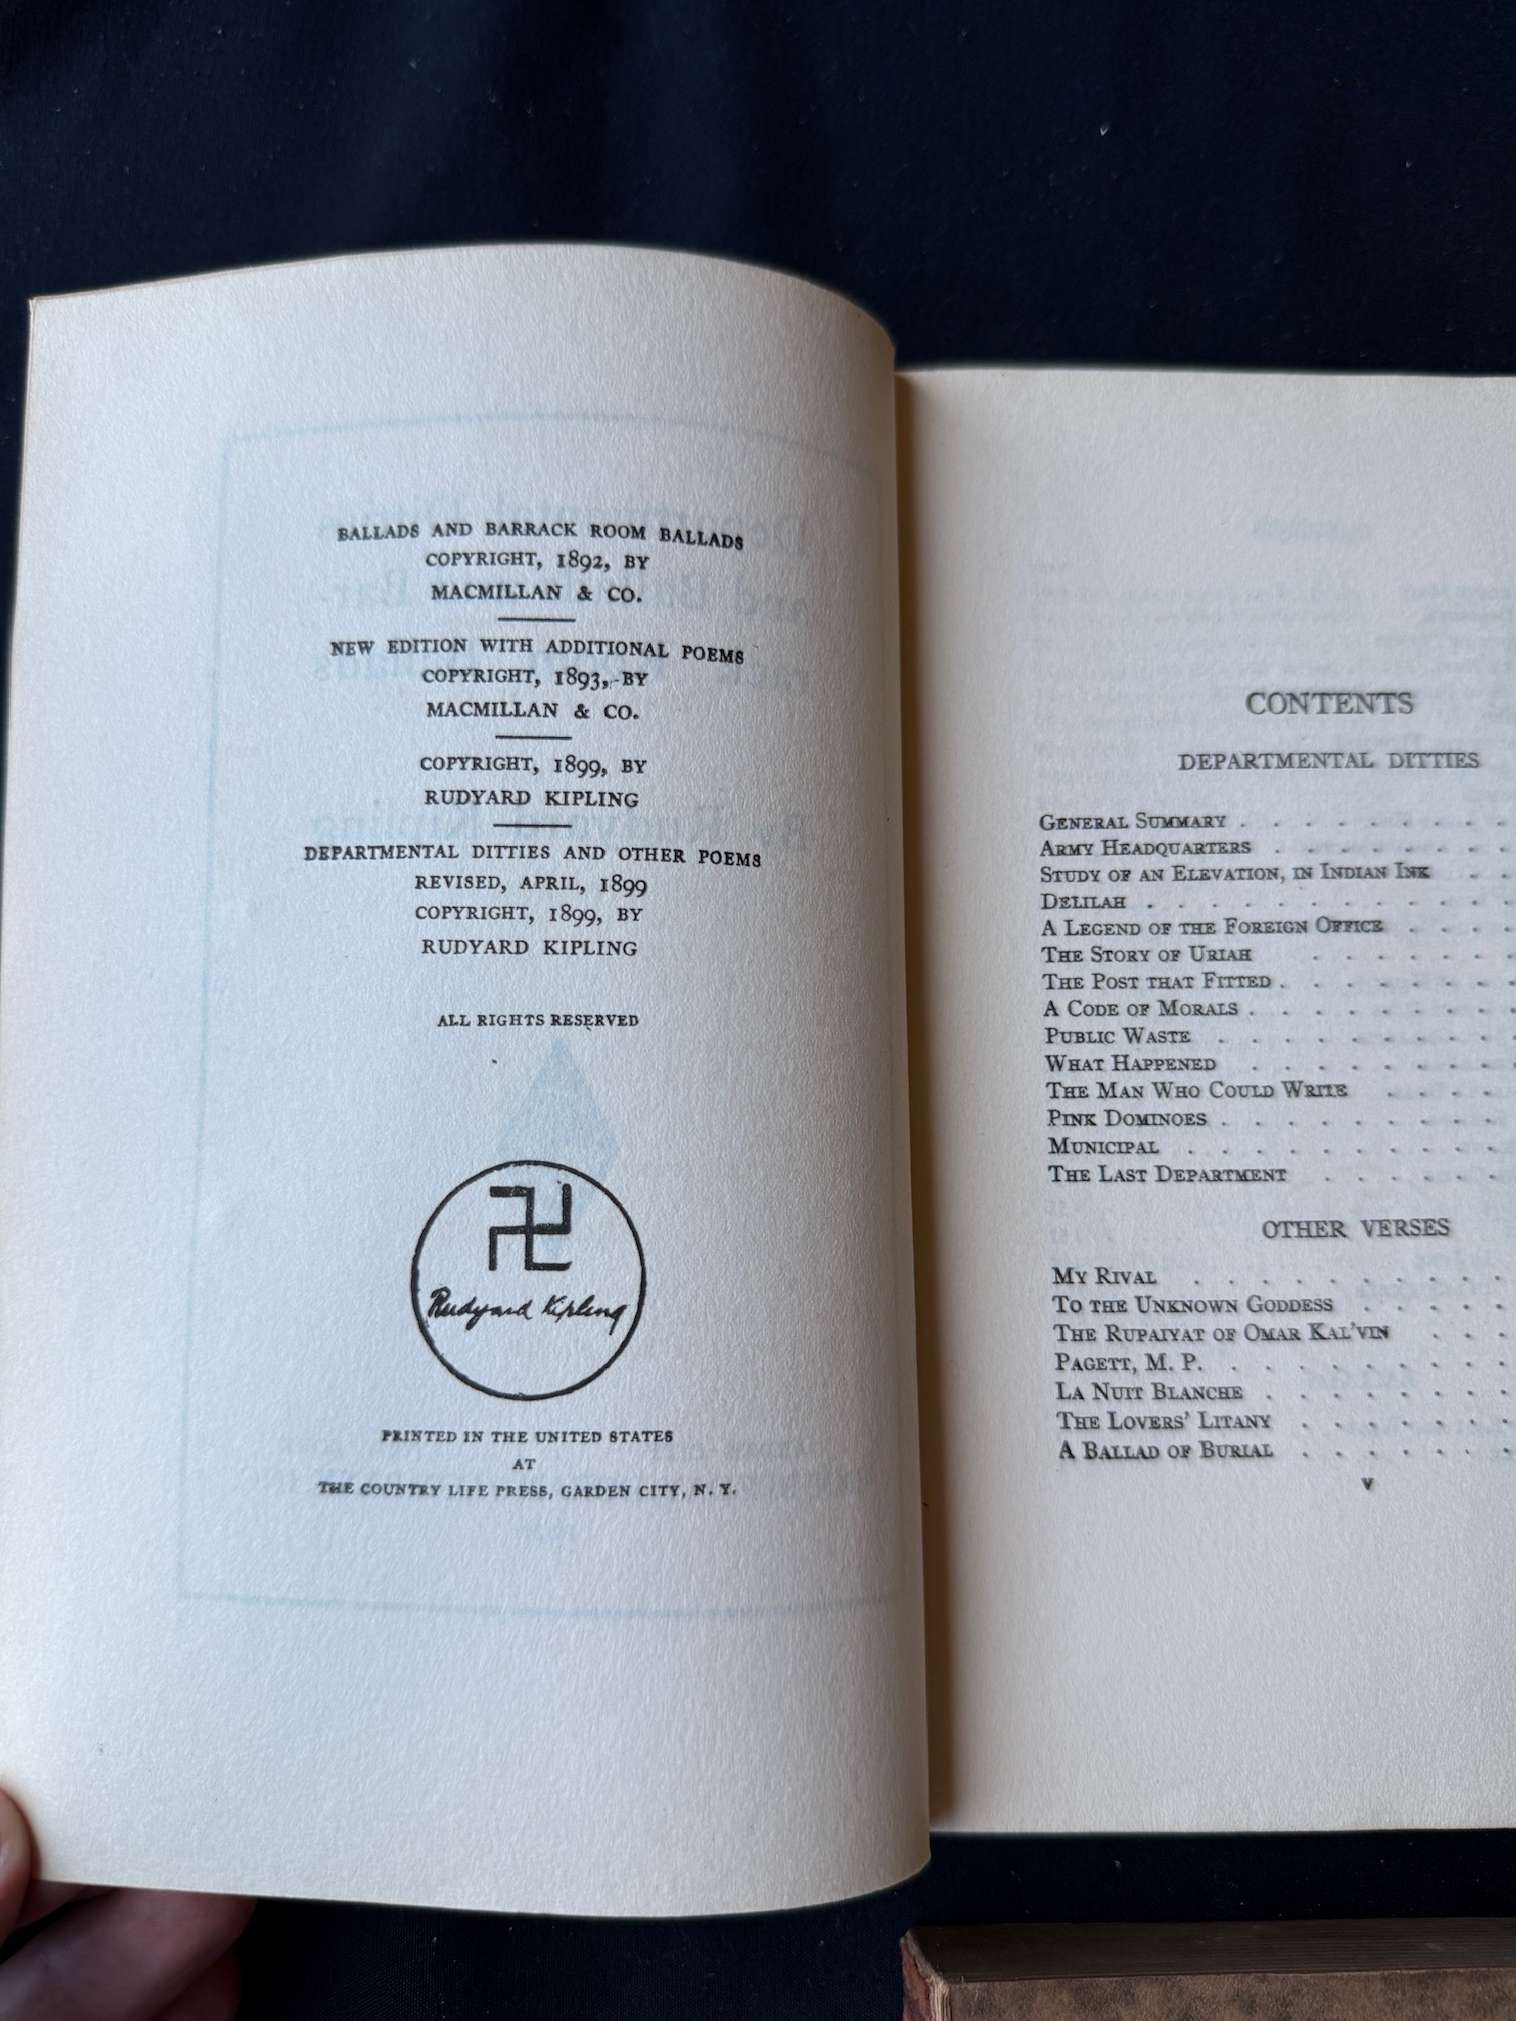 BALLADS AND BARRACK ROOM BALLADS
COPYRIGHT, 1892, BY
MACMILLAN & CO.
NEW EDITION WITH ADDITIONAL POEMS
COPYRIGHT, 1893, BY
MACMILLAN & CO.
COPYRIGHT, 1899, BY
RUDYARD KIPLING
DEPARTMENTAL DITTIES AND OTHER POEMS
REVISED, APRIL, 1899
COPYRIGHT, 1899, BY
RUDYARD KIPLING
ALL RIGHTS RESERVED
Rudyard Kipling
PRINTED IN THE UNITED STATES
AT
THE COUNTRY LIFE PRESS, GARDEN CITY, N. Y.
CONTENTS
DEPARTMENTAL DITTIES
GENERAL SUMMARY . . . . . . . . .
ARMY HEADQUARTERS . . . . . . . .
STUDY OF AN ELEVATION, IN INDIAN INK . .
DELILAH . . . . . . . . . . . .
A LEGEND OF THE FOREIGN OFFICE . . . .
THE STORY OF URIAH . . . . . . .
THE POST THAT FITTED . . . . . . . .
A CODE OF MORALS . . . . . . . . .
PUBLIC WASTE . . . . . . . . . .
WHAT HAPPENED . . . . . . . . .
THE MAN WHO COULD WRITE . . . .
PINK DOMINOES . . . . . . . . .
MUNICIPAL . . . . . . . . . .
THE LAST DEPARTMENT . . . . . .
OTHER VERSES
MY RIVAL . . . . . . . . . .
TO THE UNKNOWN GODDESS . . . . .
THE RUPAIYAT OF OMAR KAL'VIN . . .
PAGETT, M. P. . . . . . . . . .
LA NUIT BLANCHE . . . . . . . .
THE LOVERS' LITANY . . . . . . .
A BALLAD OF BURIAL . . . . . . .
v